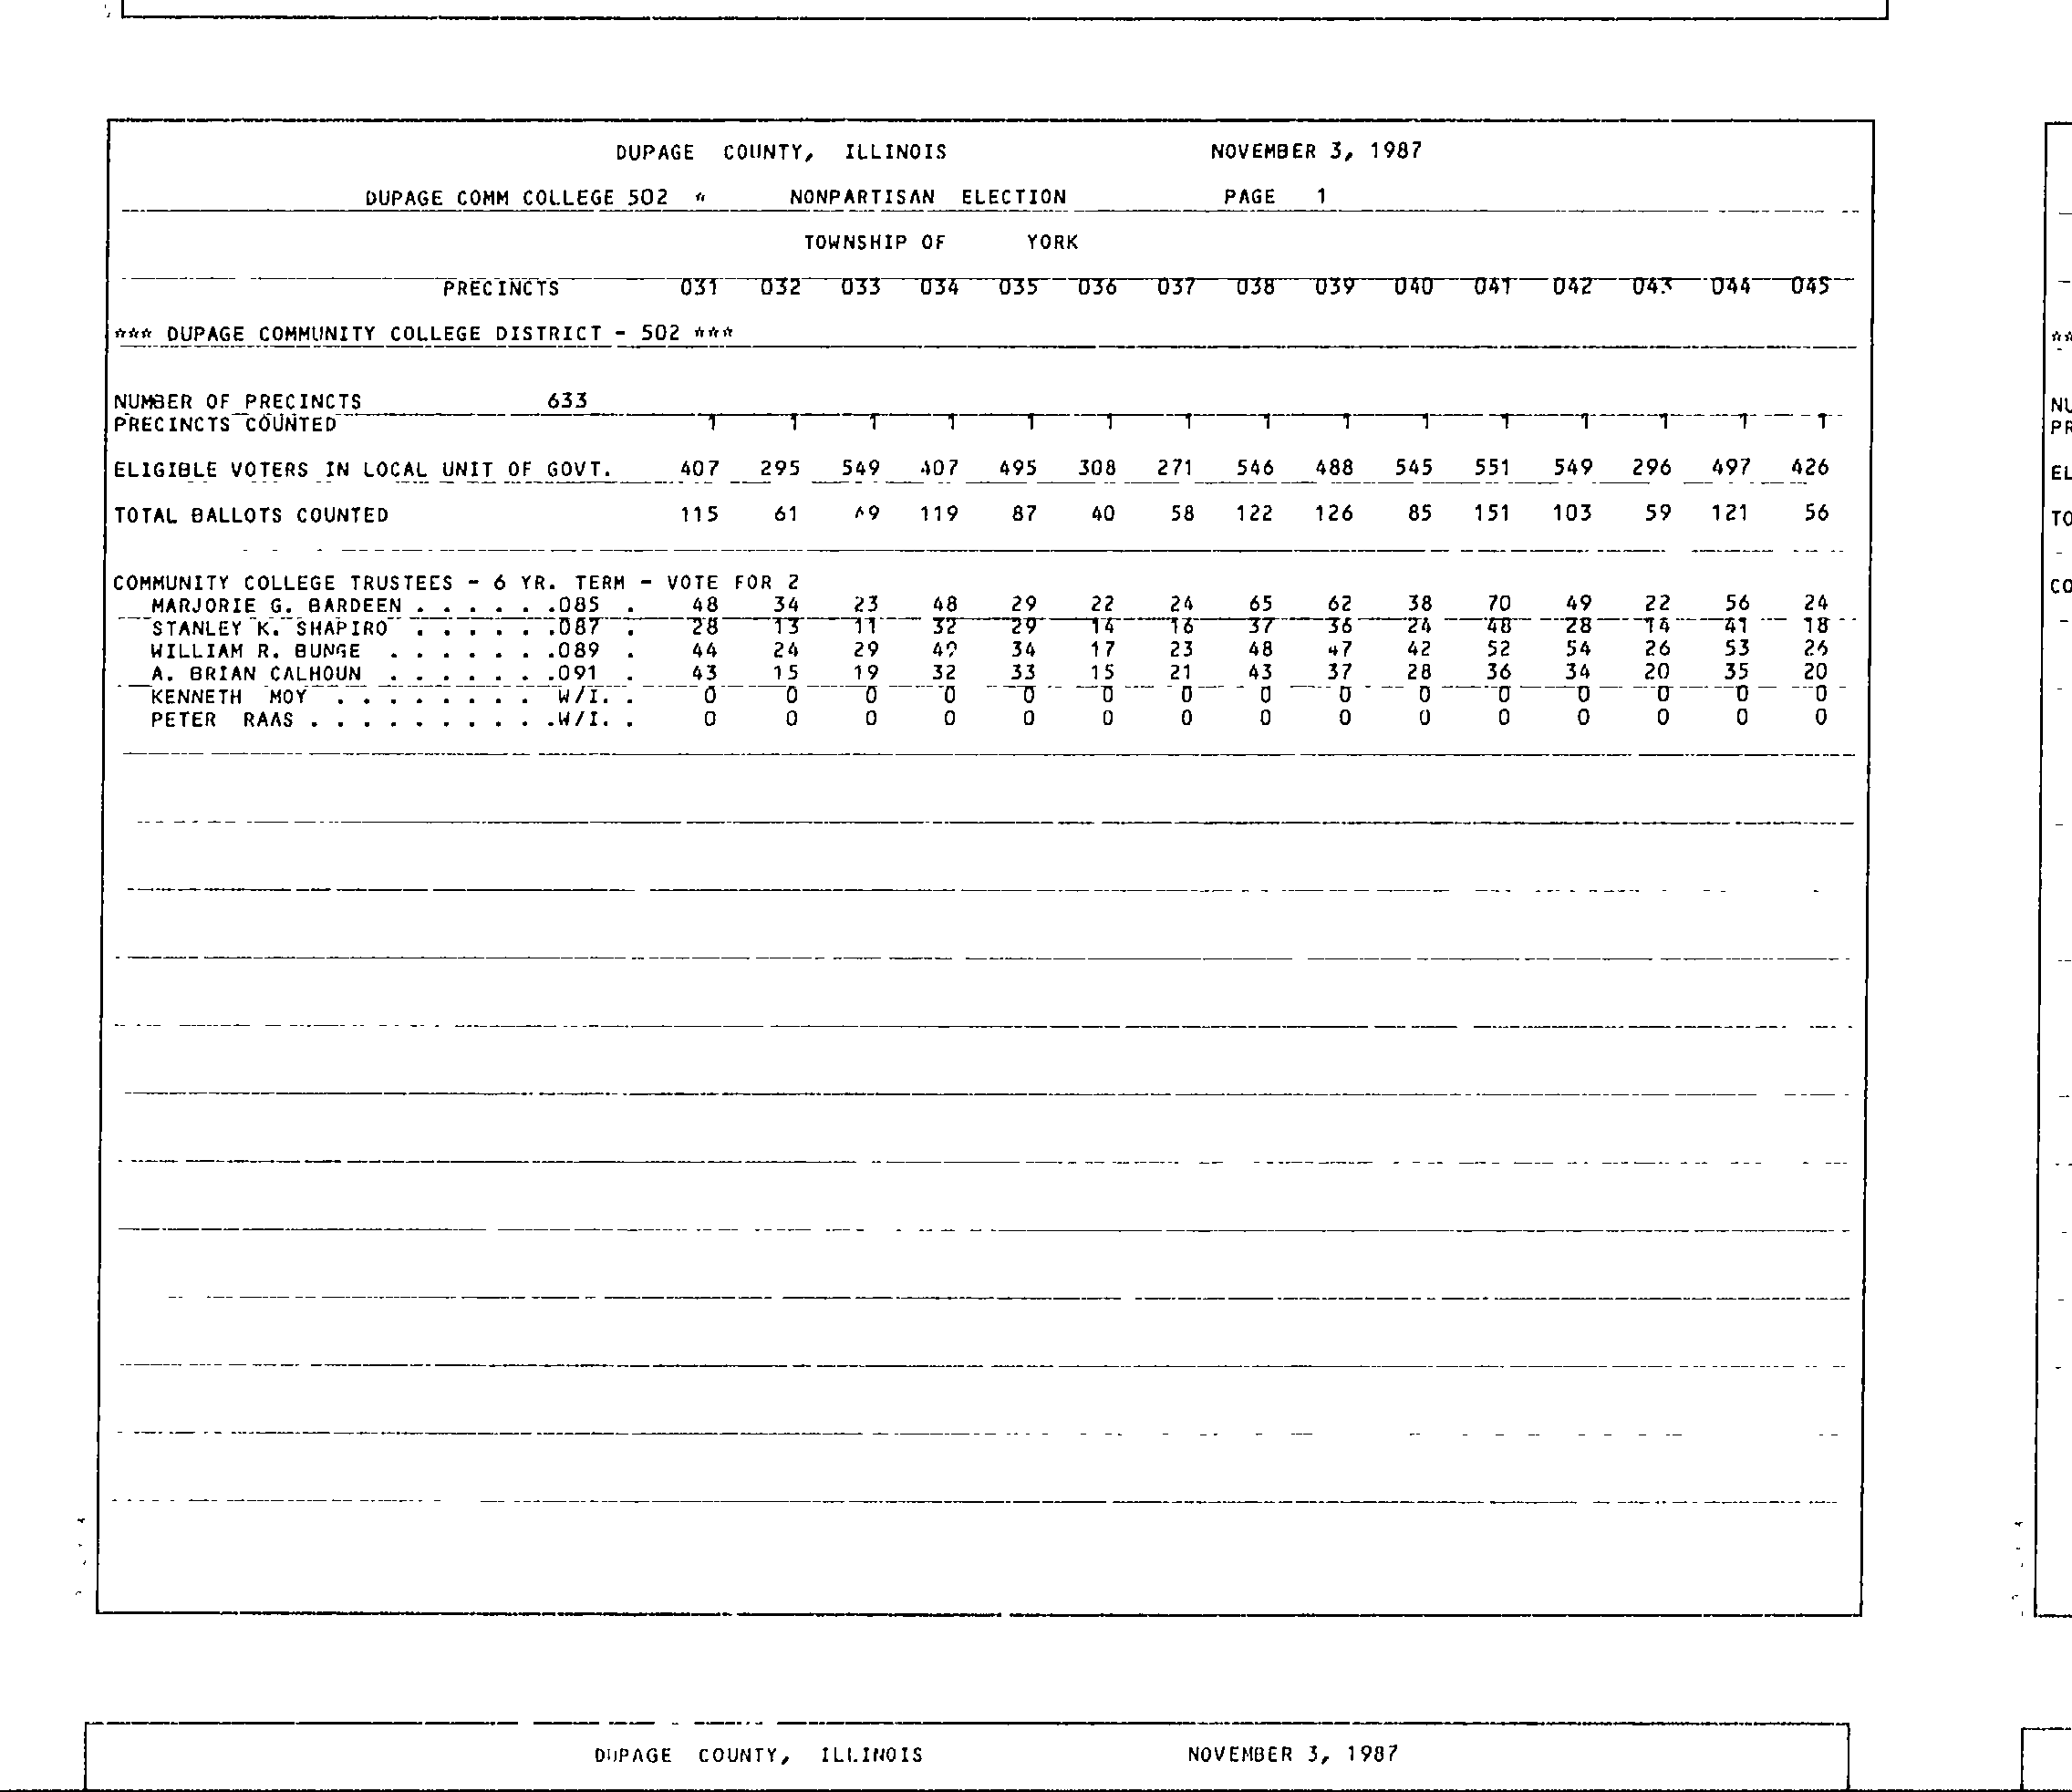 DUPAGE COUNTY, ILLINOIS NOVEMBER 3, 1987
DUPAGE COMM COLLEGE 502 * NONPARTISAN ELECTION PAGE 1
TOWNSHIP OF YORK
PRECINCTS 031 032 033 034 035 036 037 038 039 040 041 042 043 044 045
*** DUPAGE COMMUNITY COLLEGE DISTRICT - 502 ***
NUMBER OF PRECINCTS 633
PRECINCTS COUNTED 1 1 1 1 1 1 1 1 1 1 1 1 1 1 1
ELIGIBLE VOTERS IN LOCAL UNIT OF GOVT. 407 295 549 407 495 308 271 546 488 545 551 549 296 497 426
TOTAL BALLOTS COUNTED 115 61 119 87 40 58 122 126 85 151 103 59 121 56
COMMUNITY COLLEGE TRUSTEES - 6 YR. TERM - VOTE FOR 2
MARJORIE G. BARDEEN . . . . . .085 . 48 34 23 48 29 22 24 65 62 38 70 49 22 56 24
STANLEY K. SHAPIRO . . . . . .087 . 28 13 11 32 29 14 16 37 36 24 48 28 14 41 18
WILLIAM R. BUNGE . . . . . . .089 . 44 24 29 34 17 23 48 47 42 52 54 26 53
A. BRIAN CALHOUN . . . . . . .091 . 43 15 19 32 33 15 21 43 37 28 36 34 20 35 20
KENNETH MOY . . . . . . . . W/I. . 0 0 0 0 0 0 0 0 0 0 0 0 0 0 0
PETER RAAS . . . . . . . . . .W/I. . 0 0 0 0 0 0 0 0 0 0 0 0 0 0 0
DUPAGE COUNTY, ILLINOIS NOVEMBER 3, 1987